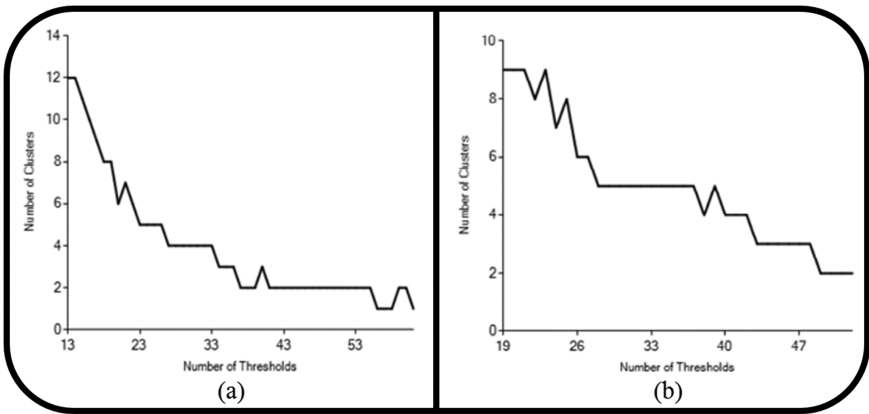 14
12
10
8
6
4
2
0
13 23 33 43 53
Number of Clusters
Number of Thresholds
(a)
10
8
6
4
2
0
19 26 33 40 47
Number of Clusters
Number of Thresholds
(b)